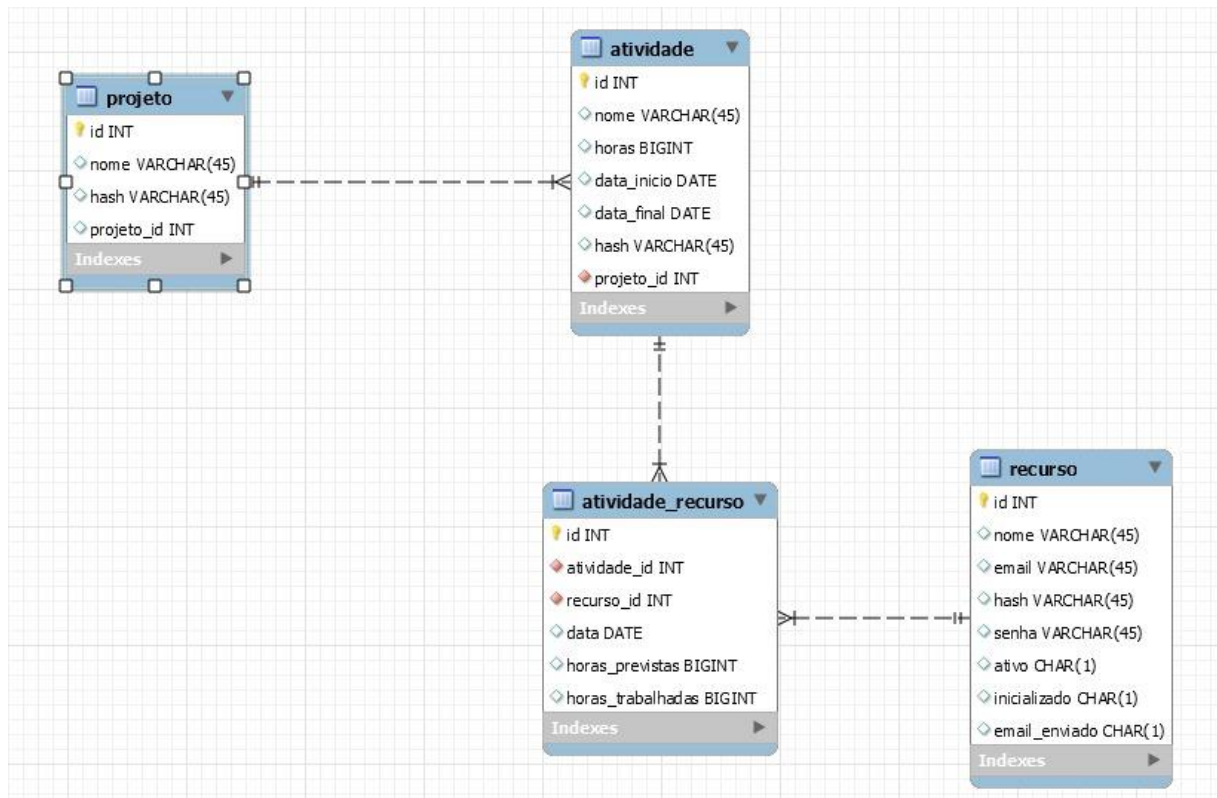 projeto
id INT
nome VARCHAR(45)
hash VARCHAR(45)
projeto_id INT
Indexes
atividade
id INT
nome VARCHAR(45)
horas BIGINT
data_inicio DATE
data_final DATE
hash VARCHAR(45)
projeto_id INT
Indexes
atividade_recurso
id INT
atividade_id INT
recurso_id INT
data DATE
horas_previstas BIGINT
horas_trabalhadas BIGINT
Indexes
recurso
id INT
nome VARCHAR(45)
email VARCHAR(45)
hash VARCHAR(45)
senha VARCHAR(45)
ativo CHAR(1)
inicializado CHAR(1)
email_enviado CHAR(1)
Indexes